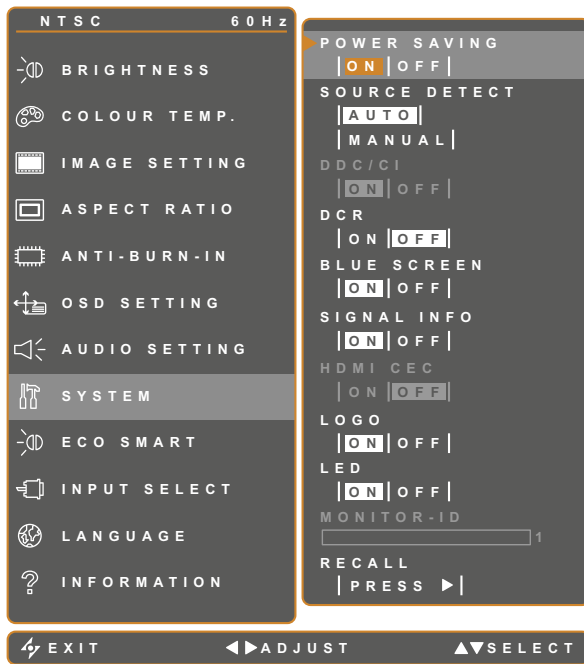 NTSC 60Hz
BRIGHTNESS
COLOUR TEMP.
IMAGE SETTING
ASPECT RATIO
ANTI-BURN-IN
OSD SETTING
AUDIO SETTING
SYSTEM
ECO SMART
INPUT SELECT
LANGUAGE
INFORMATION
POWER SAVING
ON OFF
SOURCE DETECT
AUTO
MANUAL
DDC/CI
ON OFF
DCR
ON OFF
BLUE SCREEN
ON OFF
SIGNAL INFO
ON OFF
HDMI CEC
ON OFF
LOGO
ON OFF
LED
ON OFF
MONITOR-ID
1
RECALL
PRESS
EXIT ADJUST SELECT